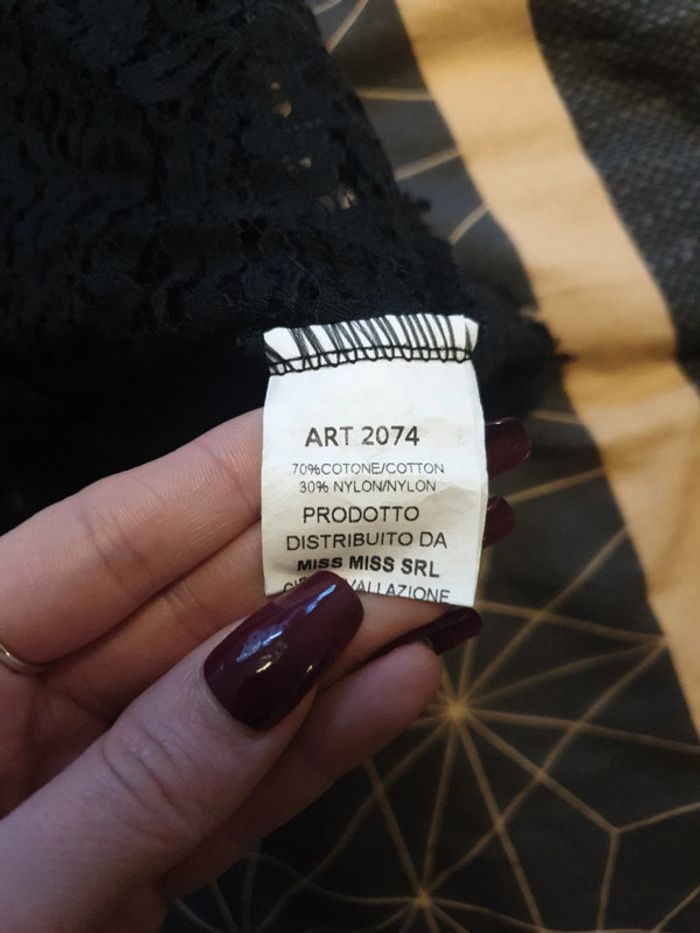 ART 2074
70%COTONE/COTTON
30% NYLON/NYLON
PRODOTTO
DISTRIBUITO DA
MISS MISS SRL